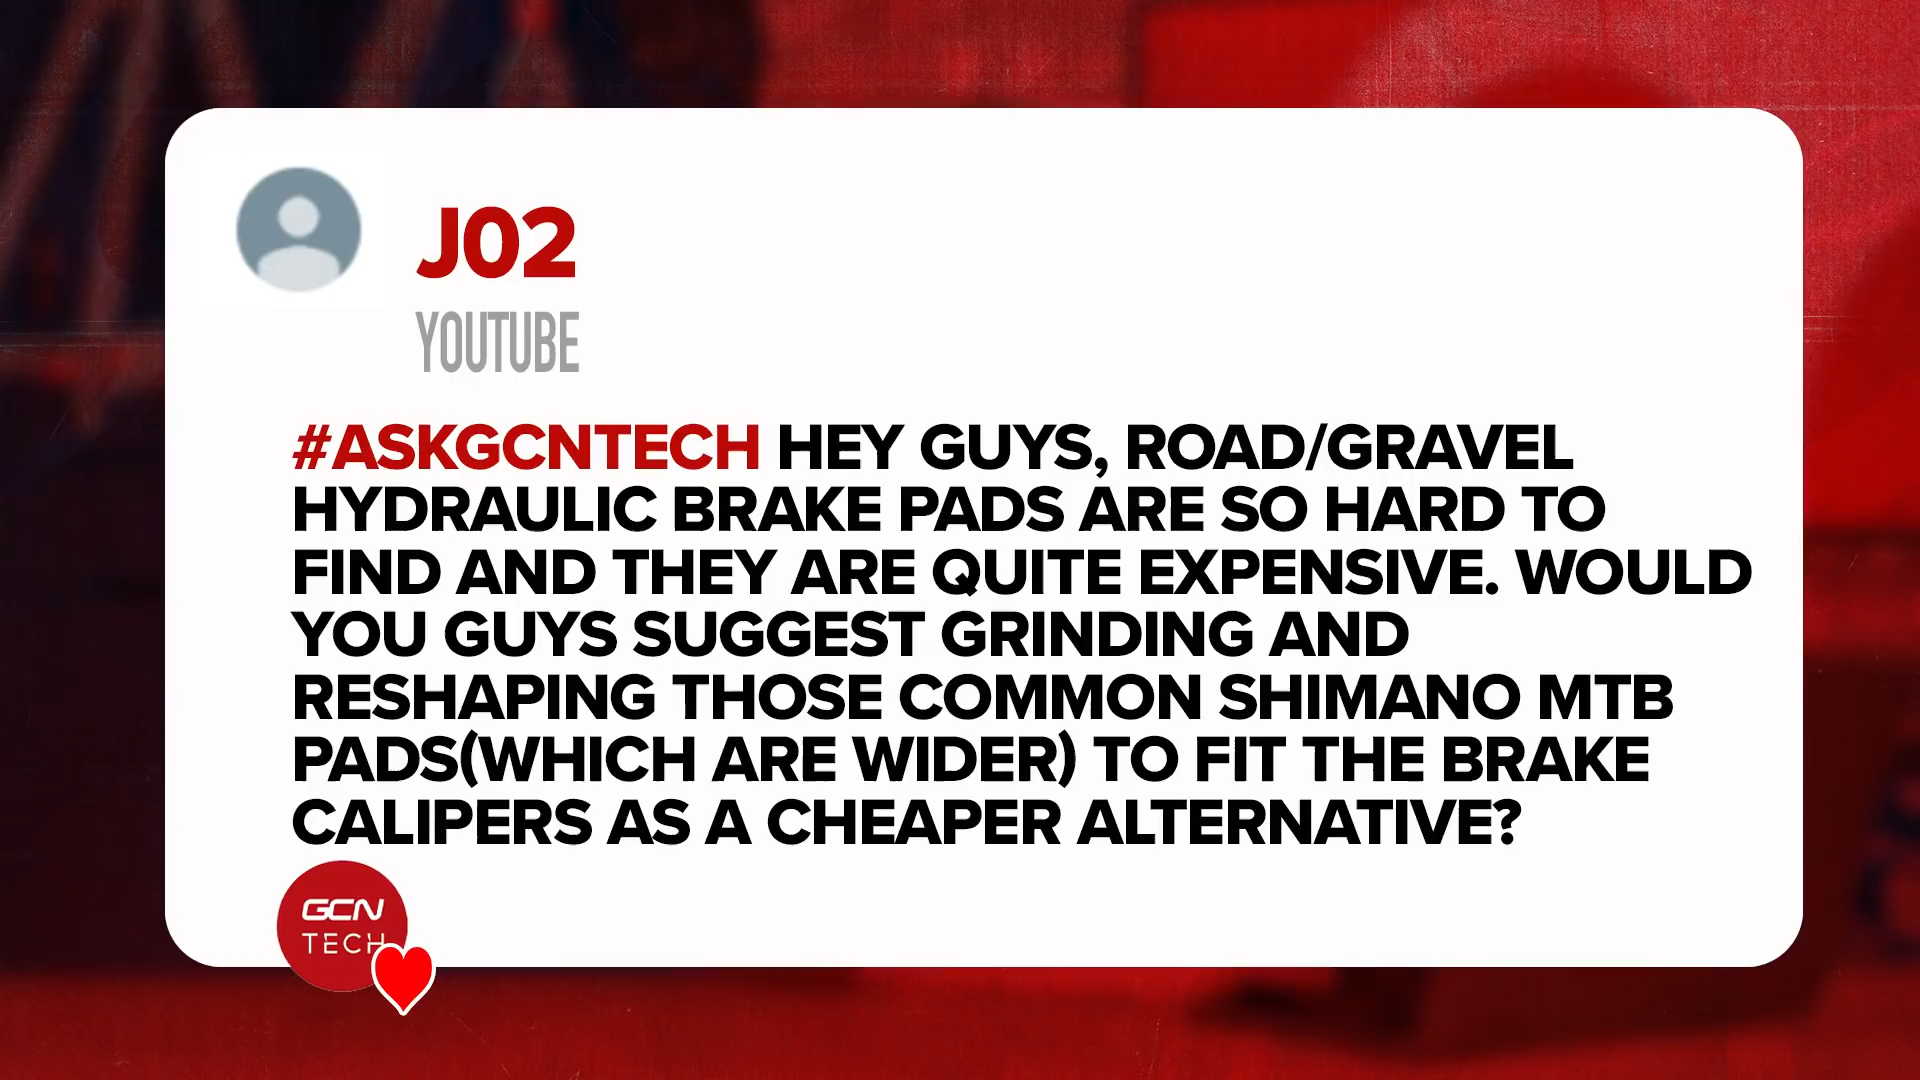 J02
YOUTUBE
#ASKGCNTECH HEY GUYS, ROAD/GRAVEL
HYDRAULIC BRAKE PADS ARE SO HARD TO
FIND AND THEY ARE QUITE EXPENSIVE. WOULD
YOU GUYS SUGGEST GRINDING AND
RESHAPING THOSE COMMON SHIMANO MTB
PADS(WHICH ARE WIDER) TO FIT THE BRAKE
CALIPERS AS A CHEAPER ALTERNATIVE?
GCN
TECH